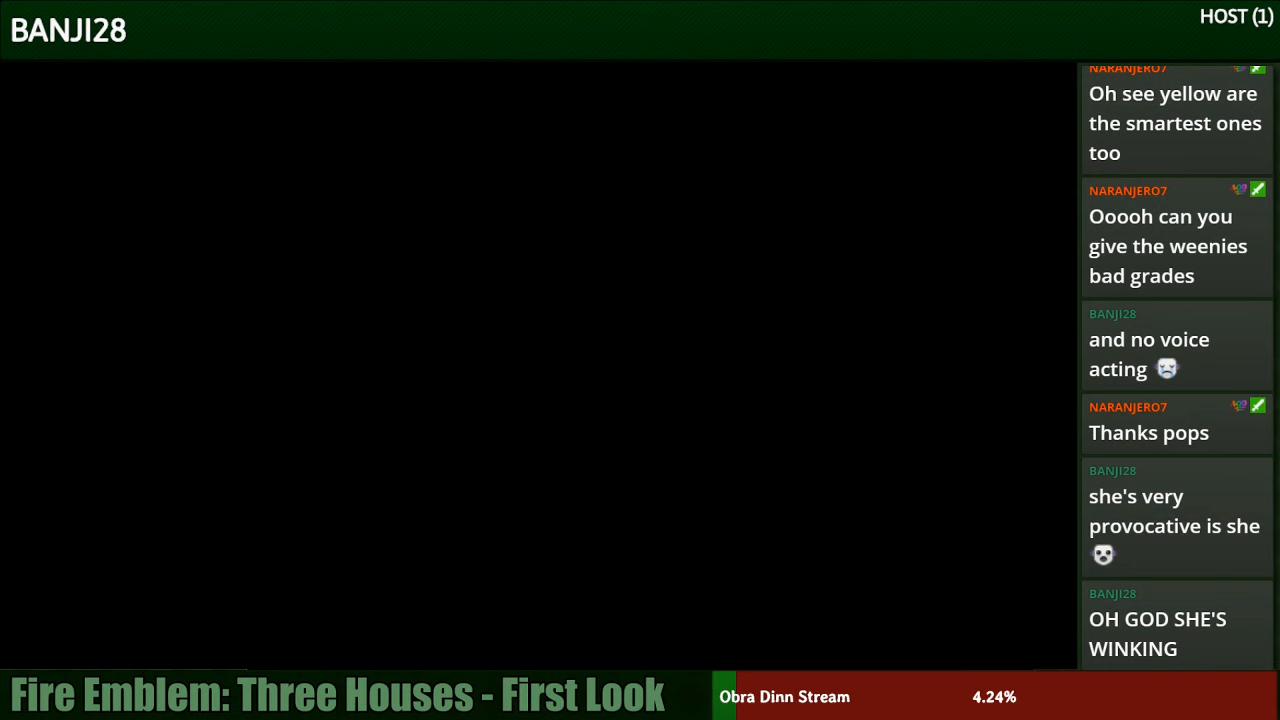 BANJI28
HOST (1)
NARANJERO7
Oh see yellow are
the smartest ones
too
NARANJERO7
Ooooh can you
give the weenies
bad grades
BANJI28
and no voice
acting
NARANJERO7
Thanks pops
BANJI28
she's very
provocative is she
BANJI28
OH GOD SHE'S
WINKING
Fire Emblem: Three Houses - First Look
Obra Dinn Stream 4.24%